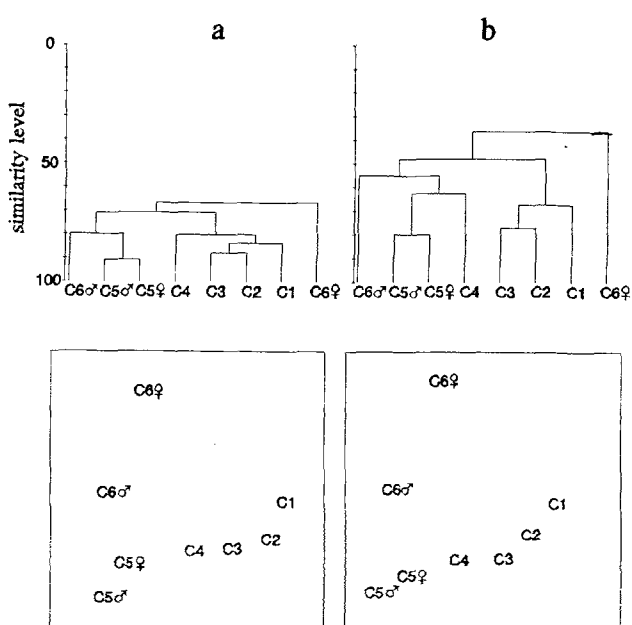 a b
0
similarity level
50
100
C6♂ C5♂ C5♀ C4 C3 C2 C1 C6♀
C6♂ C5♂ C5♀ C4 C3 C2 C1 C6♀
C6♀
C6♂
C1
C2
C4 C3
C5♀
C5♂
C6♀
C6♂
C1
C2
C4 C3
C5♀
C5♂